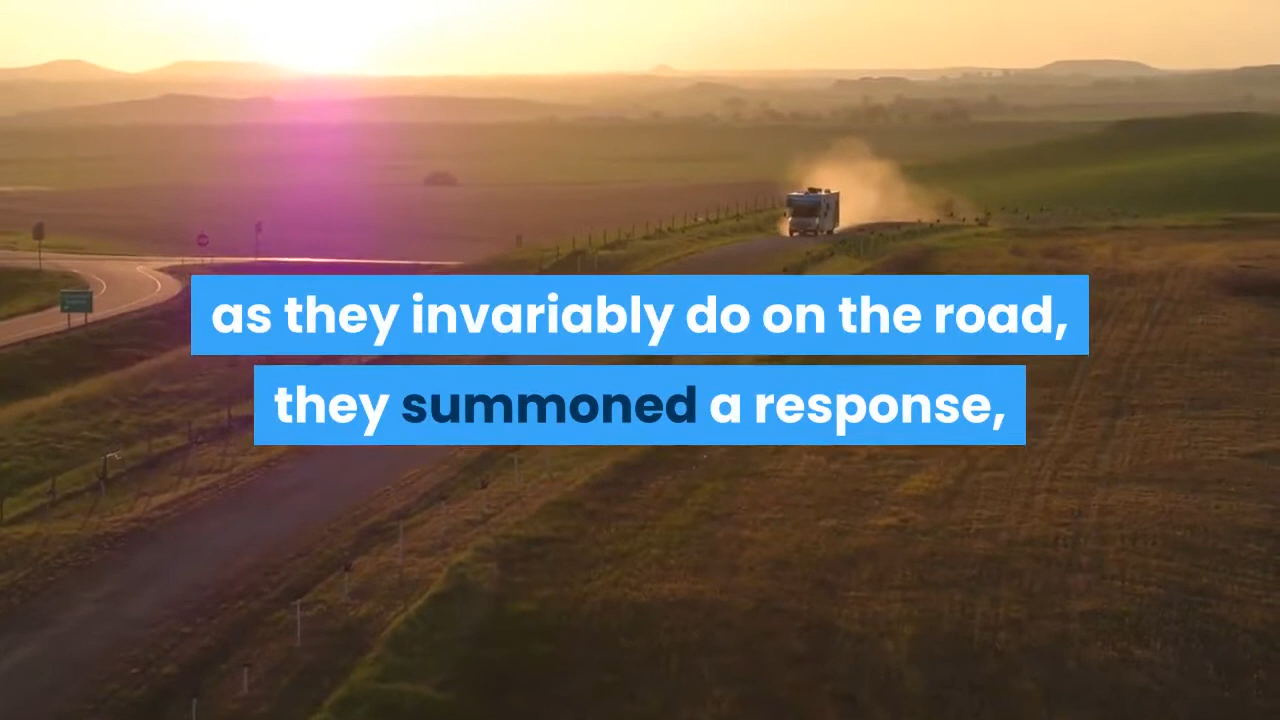 as they invariably do on the road,
they summoned a response,